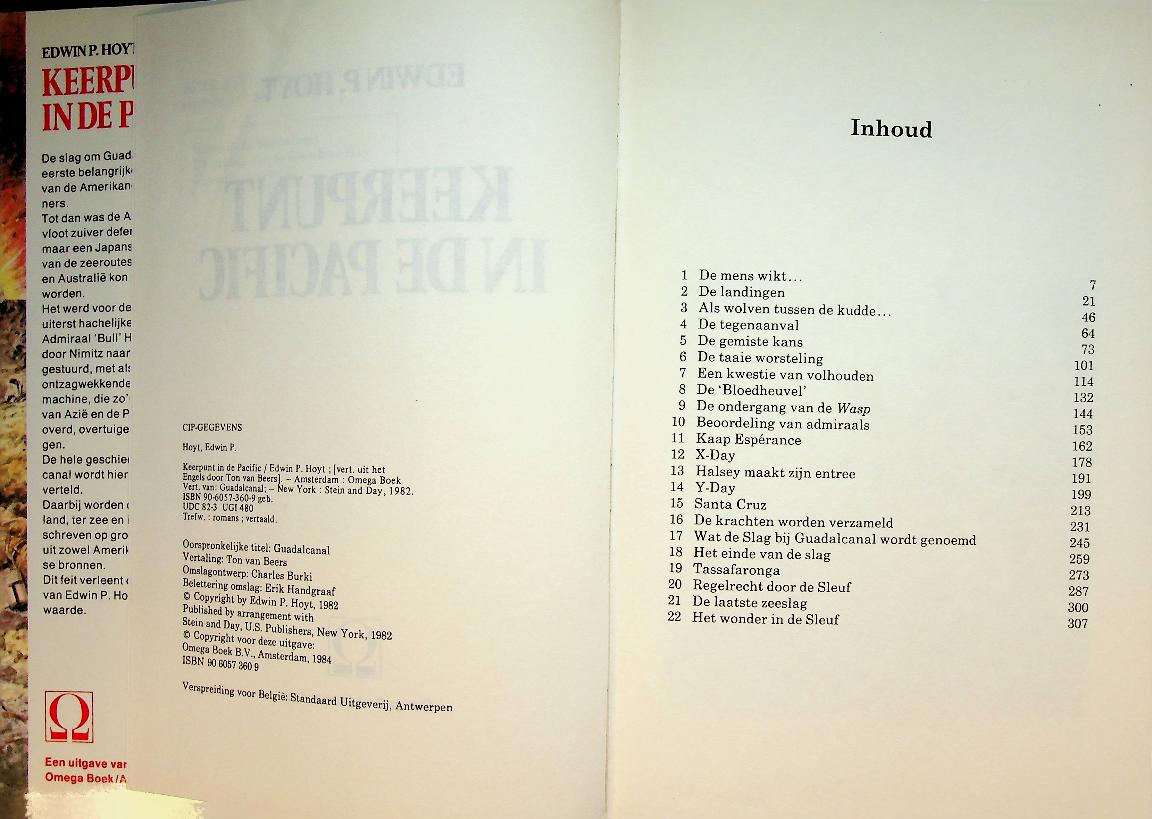 EDWIN P. HOYT
KEERPU
IN DE P
De slag om Guad
eerste belangrijk
van de Amerikan
ners.
Tot dan was de A
vloot zuiver defen
maar een Japans
van de zeeroutes
en Australië kon
worden.
Het werd voor de
uiterst hachelijke
Admiraal 'Bull' H
door Nimitz naar
gestuurd, met als
ontzagwekkende
machine, die zo'
van Azië en de P
overd, overtuige
gen.
De hele geschie
canal wordt hier
verteld.
Daarbij worden
land, ter zee en
schreven op gro
uit zowel Amerik
se bronnen.
Dit feit verleent
van Edwin P. Ho
waarde.
Ω
Een uitgave van
Omega Boek/A
EDWIN P. HOYT
KEERPUNT
IN DE PACIFIC
CIP-GEGEVENS
Hoyt, Edwin P.
Keerpunt in de Pacific / Edwin P. Hoyt ; [vert. uit het
Engels door Ton van Beers]. – Amsterdam : Omega Boek
Vert. van: Guadalcanal; – New York : Stein and Day, 1982.
ISBN 90-6057-360-9 geb.
UDC 82-3 UGI 480
Trefw. : romans ; vertaald.
Oorspronkelijke titel: Guadalcanal
Vertaling: Ton van Beers
Omslagontwerp: Charles Burki
Belettering omslag: Erik Handgraaf
© Copyright by Edwin P. Hoyt, 1982
Published by arrangement with
Stein and Day, U.S. Publishers, New York, 1982
© Copyright voor deze uitgave:
Omega Boek B.V., Amsterdam, 1984
ISBN 90 6057 360 9
Verspreiding voor België: Standaard Uitgeverij, Antwerpen
Inhoud
1 De mens wikt... 7
2 De landingen 21
3 Als wolven tussen de kudde... 46
4 De tegenaanval 64
5 De gemiste kans 73
6 De taaie worsteling 101
7 Een kwestie van volhouden 114
8 De 'Bloedheuvel' 132
9 De ondergang van de Wasp 144
10 Beoordeling van admiraals 153
11 Kaap Espérance 162
12 X-Day 178
13 Halsey maakt zijn entree 191
14 Y-Day 199
15 Santa Cruz 213
16 De krachten worden verzameld 231
17 Wat de Slag bij Guadalcanal wordt genoemd 245
18 Het einde van de slag 259
19 Tassafaronga 273
20 Regelrecht door de Sleuf 287
21 De laatste zeeslag 300
22 Het wonder in de Sleuf 307